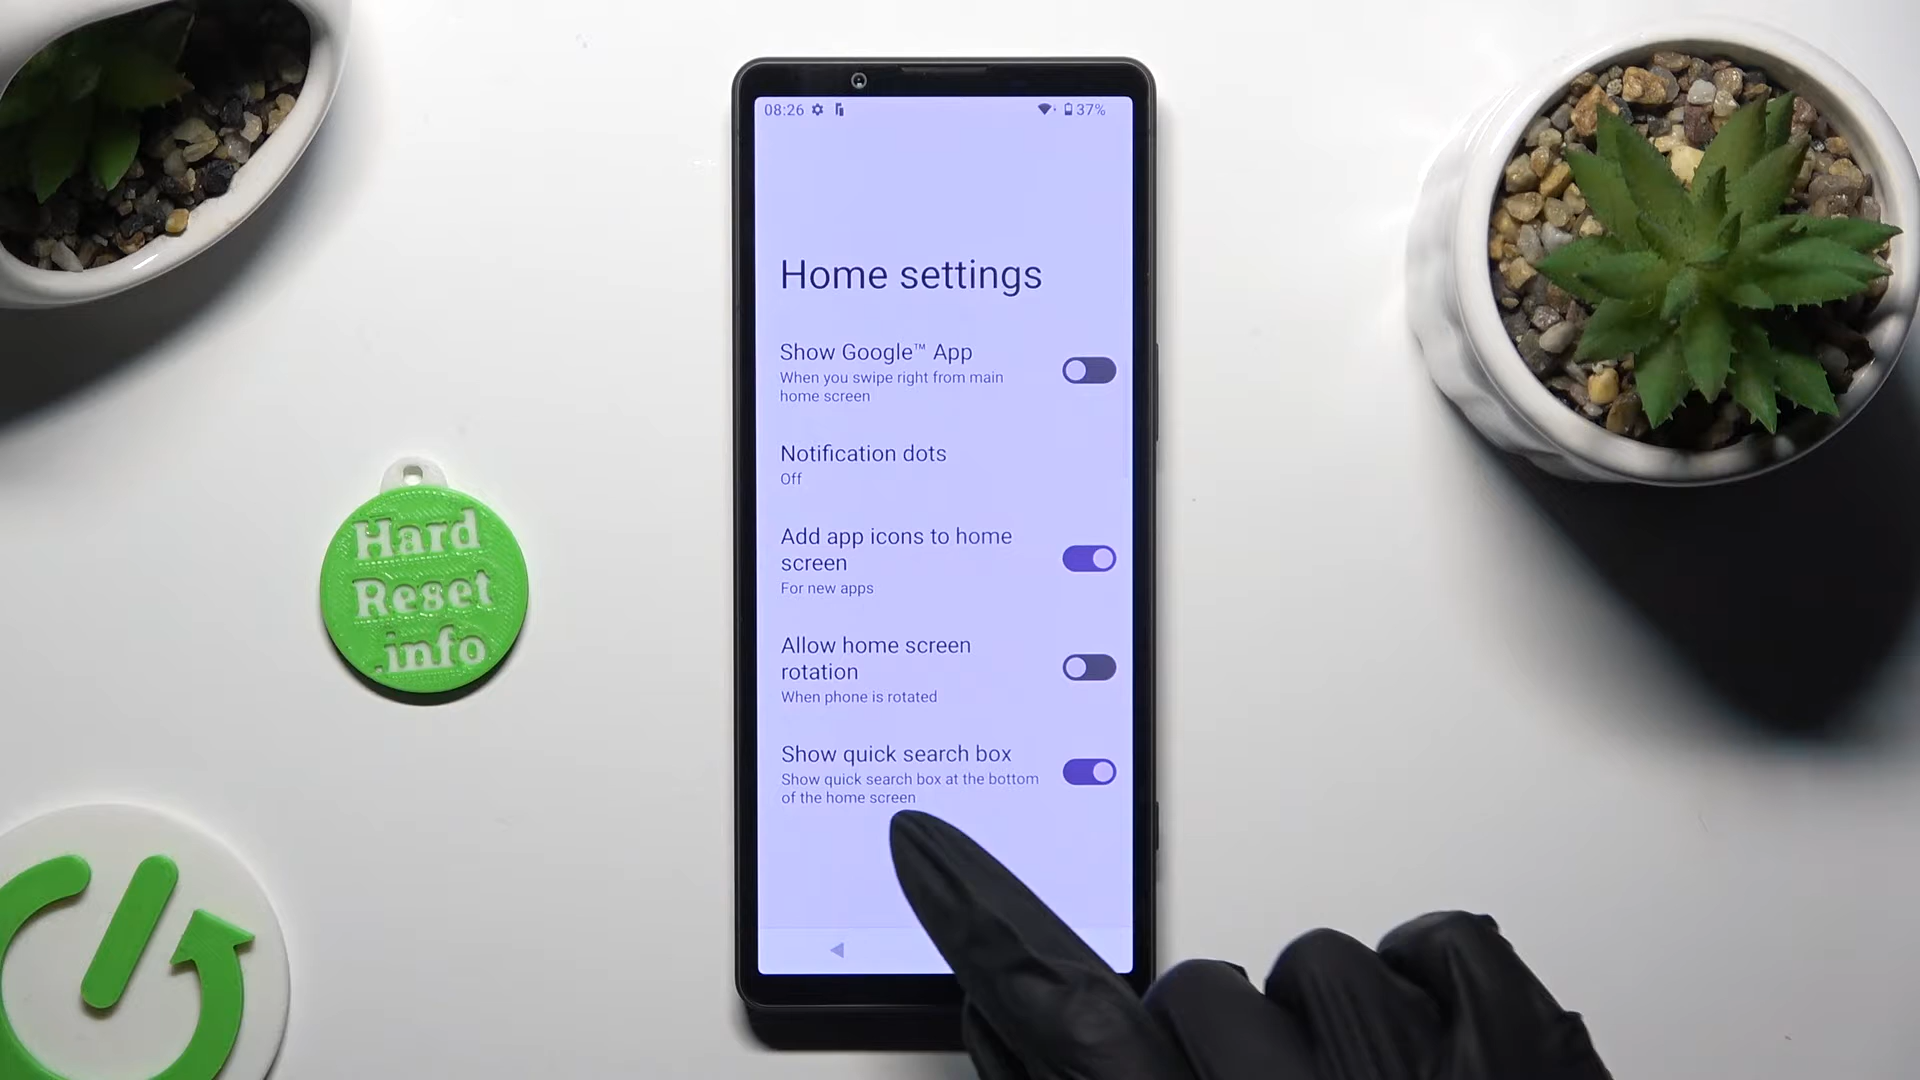 08:26
37%
Home settings
Show Google™ App
When you swipe right from main
home screen
Notification dots
Off
Add app icons to home
screen
For new apps
Allow home screen
rotation
When phone is rotated
Show quick search box
Show quick search box at the bottom
of the home screen
Hard
Reset
.info